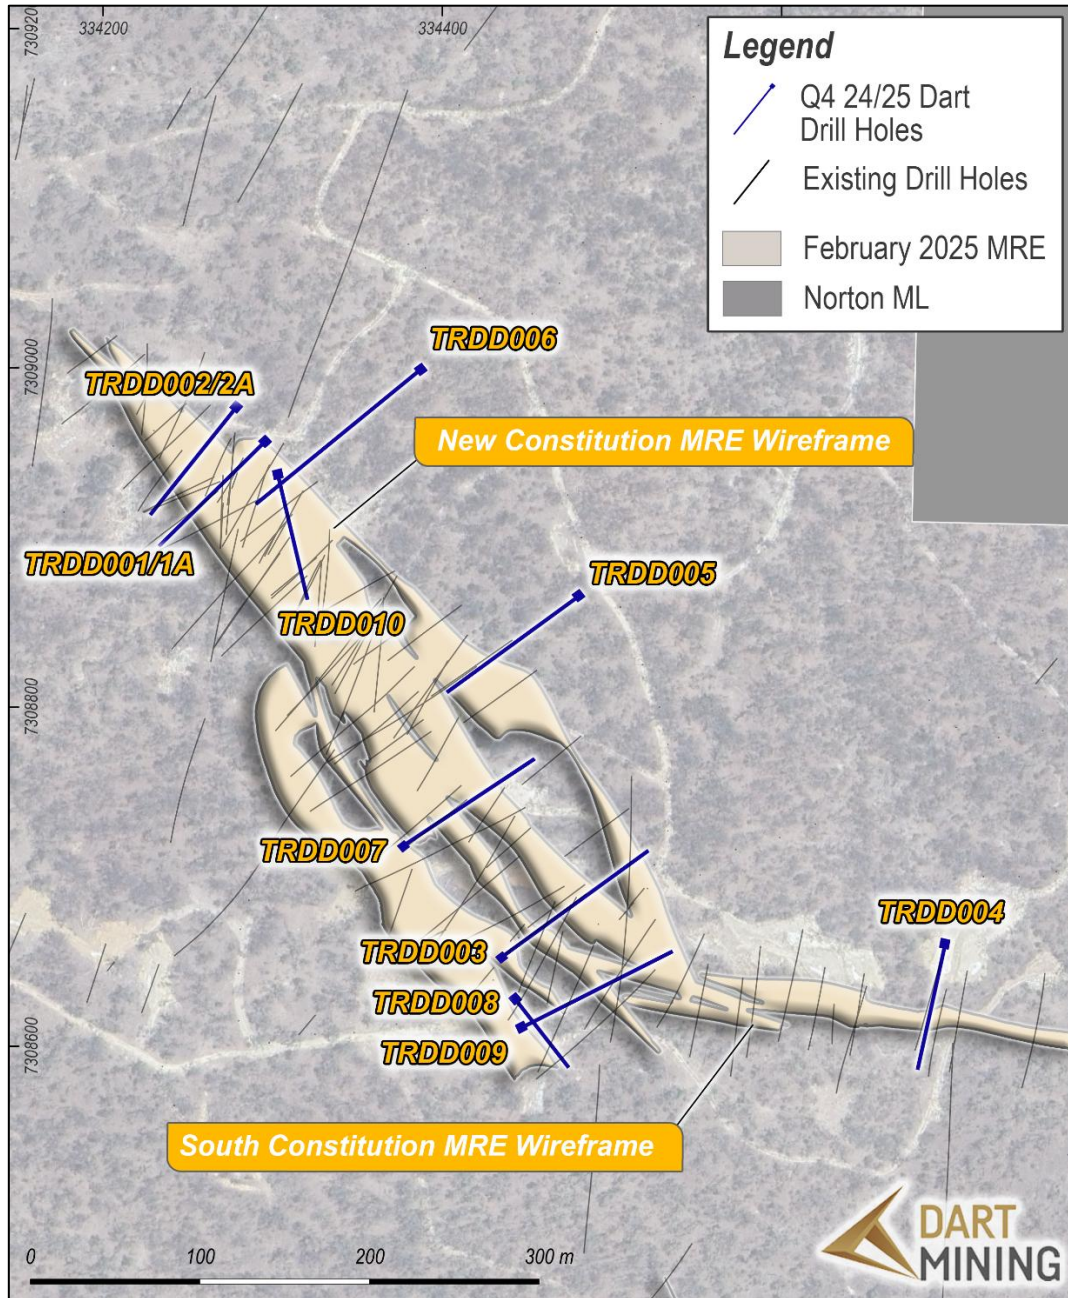 334200
334400
730920
Legend
Q4 24/25 Dart
Drill Holes
Existing Drill Holes
February 2025 MRE
Norton ML
7309000
TRDD006
TRDD002/2A
New Constitution MRE Wireframe
TRDD001/1A
TRDD005
TRDD010
7308800
TRDD007
TRDD004
TRDD003
TRDD008
TRDD009
7308600
South Constitution MRE Wireframe
0 100 200 300 m
DART
MINING